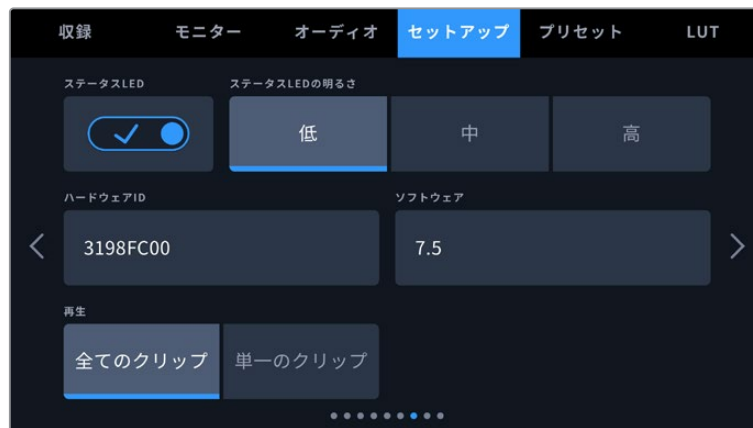 収録 モニター オーディオ セットアップ プリセット LUT
ステータスLED ステータスLEDの明るさ
低 中 高
ハードウェアID ソフトウェア
3198FC00 7.5
再生
全てのクリップ 単一のクリップ